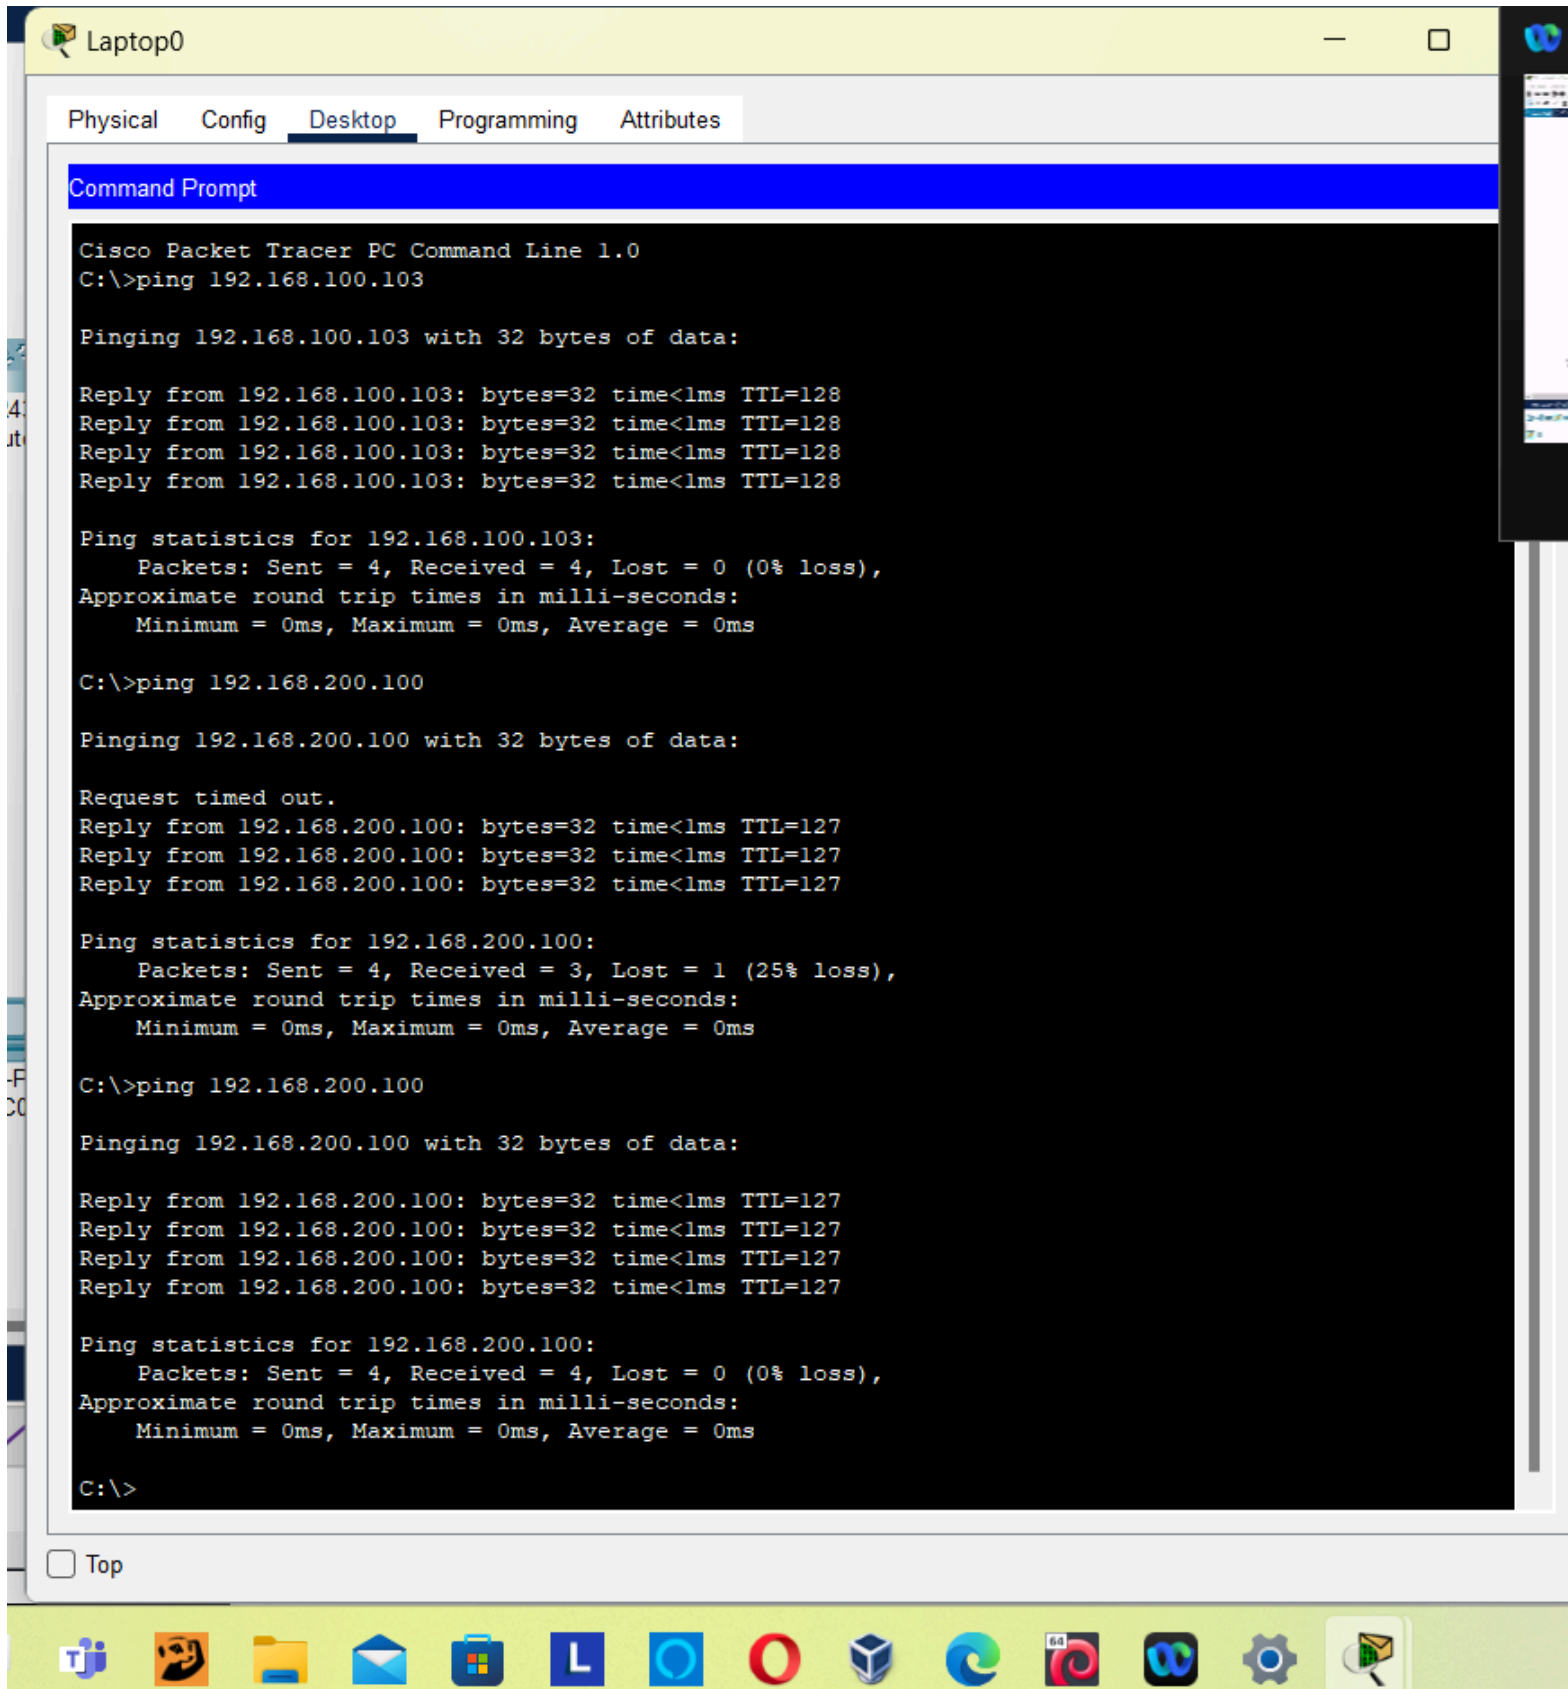 Laptop0
Physical Config Desktop Programming Attributes
Command Prompt
Cisco Packet Tracer PC Command Line 1.0
C:\>ping 192.168.100.103
Pinging 192.168.100.103 with 32 bytes of data:
Reply from 192.168.100.103: bytes=32 time<1ms TTL=128
Reply from 192.168.100.103: bytes=32 time<1ms TTL=128
Reply from 192.168.100.103: bytes=32 time<1ms TTL=128
Reply from 192.168.100.103: bytes=32 time<1ms TTL=128
Ping statistics for 192.168.100.103:
Packets: Sent = 4, Received = 4, Lost = 0 (0% loss),
Approximate round trip times in milli-seconds:
Minimum = 0ms, Maximum = 0ms, Average = 0ms
C:\>ping 192.168.200.100
Pinging 192.168.200.100 with 32 bytes of data:
Request timed out.
Reply from 192.168.200.100: bytes=32 time<1ms TTL=127
Reply from 192.168.200.100: bytes=32 time<1ms TTL=127
Reply from 192.168.200.100: bytes=32 time<1ms TTL=127
Ping statistics for 192.168.200.100:
Packets: Sent = 4, Received = 3, Lost = 1 (25% loss),
Approximate round trip times in milli-seconds:
Minimum = 0ms, Maximum = 0ms, Average = 0ms
C:\>ping 192.168.200.100
Pinging 192.168.200.100 with 32 bytes of data:
Reply from 192.168.200.100: bytes=32 time<1ms TTL=127
Reply from 192.168.200.100: bytes=32 time<1ms TTL=127
Reply from 192.168.200.100: bytes=32 time<1ms TTL=127
Reply from 192.168.200.100: bytes=32 time<1ms TTL=127
Ping statistics for 192.168.200.100:
Packets: Sent = 4, Received = 4, Lost = 0 (0% loss),
Approximate round trip times in milli-seconds:
Minimum = 0ms, Maximum = 0ms, Average = 0ms
C:\>
Top
T L 64